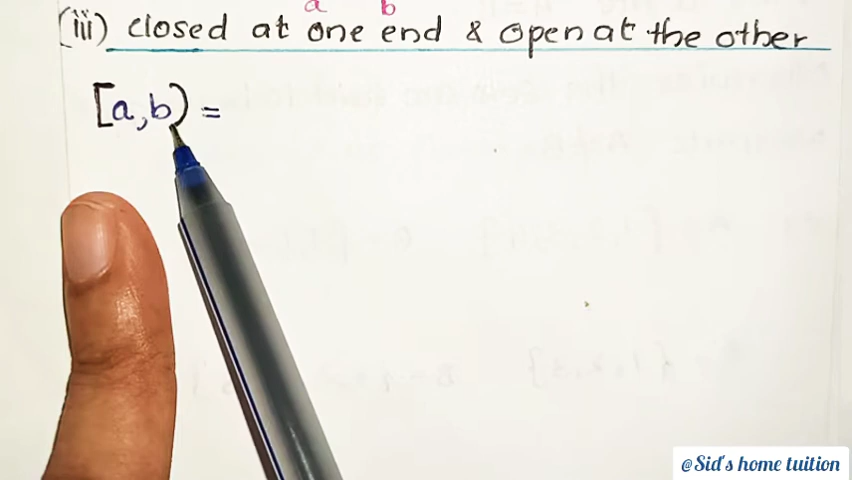 a b
(iii) closed at one end & open at the other
[a,b) =
@Sid's home tuition